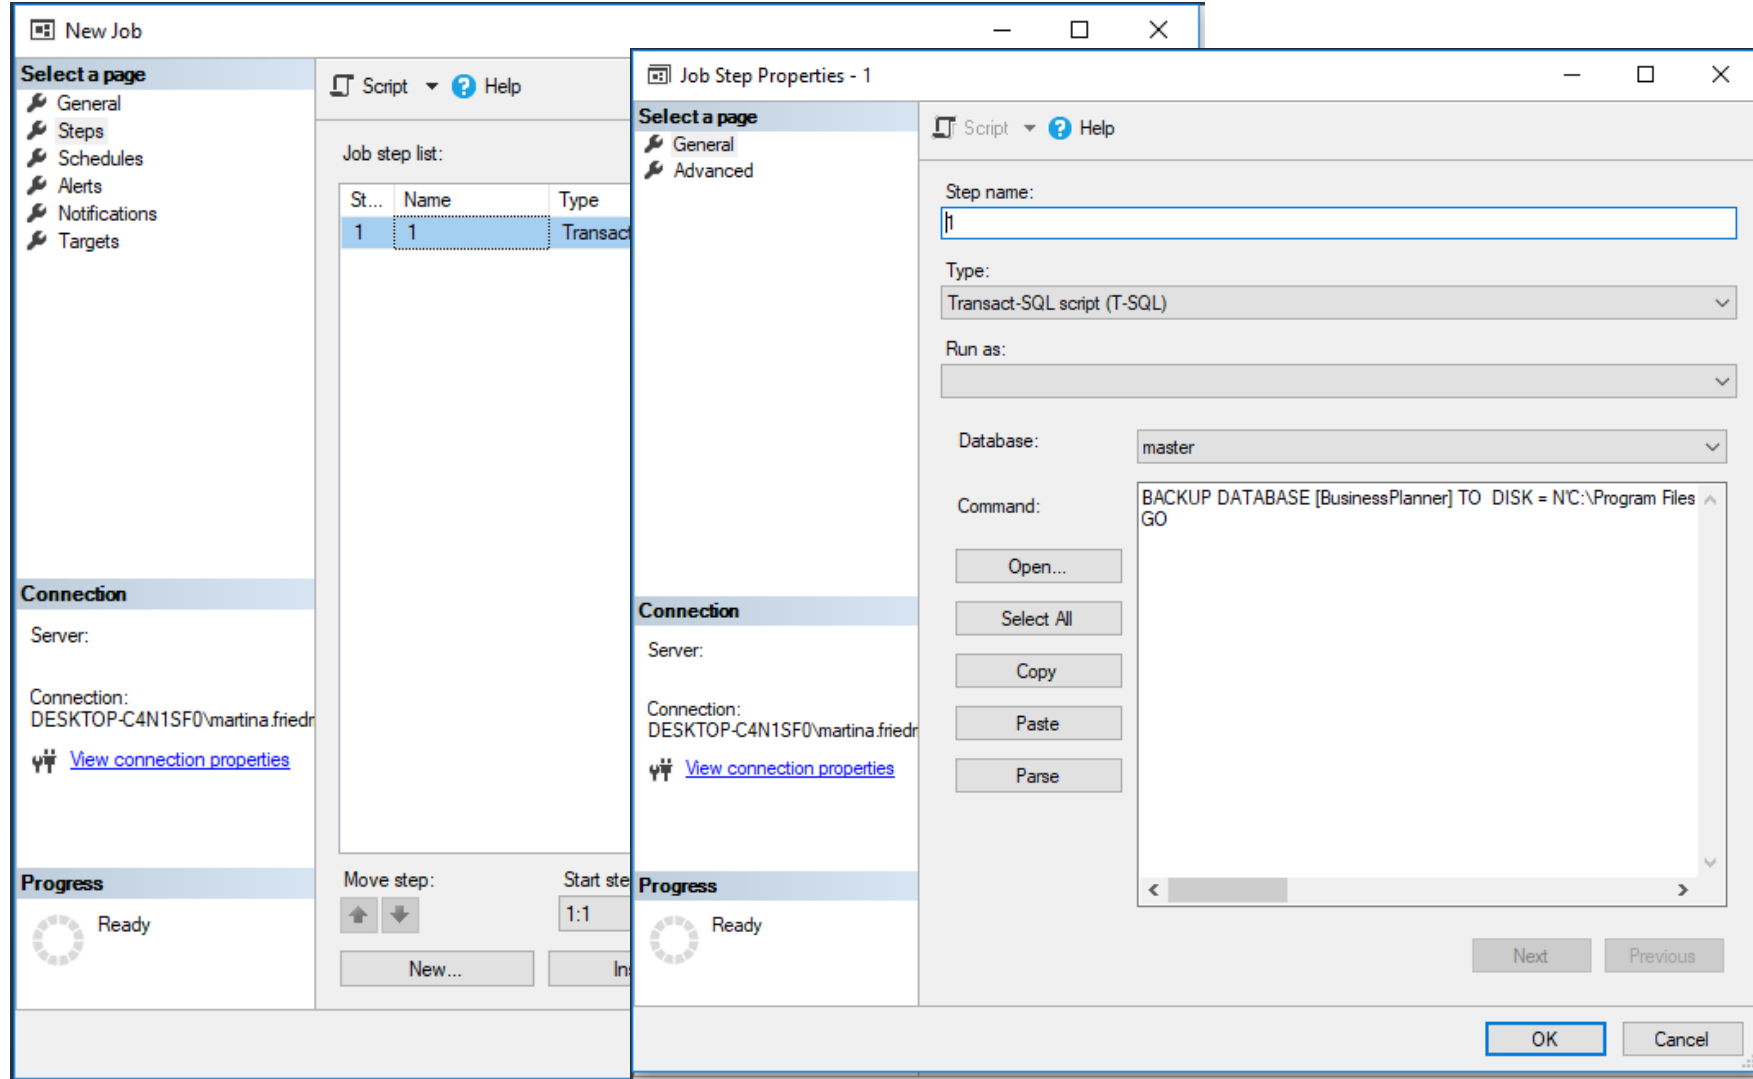 New Job
Select a page
General
Steps
Schedules
Alerts
Notifications
Targets
Script
Help
Job step list:
St... Name Type
1 1 Transact
Connection
Server:
Connection:
DESKTOP-C4N1SF0\martina.friedr
View connection properties
Progress
Ready
Move step:
Start ste
1:1
New...
Ins
Job Step Properties - 1
Select a page
General
Advanced
Script
Help
Step name:
1
Type:
Transact-SQL script (T-SQL)
Run as:
Database:
master
Command:
BACKUP DATABASE [BusinessPlanner] TO  DISK = N'C:\Program Files
GO
Open...
Select All
Copy
Paste
Parse
Connection
Server:
Connection:
DESKTOP-C4N1SF0\martina.friedr
View connection properties
Progress
Ready
Next
Previous
OK
Cancel